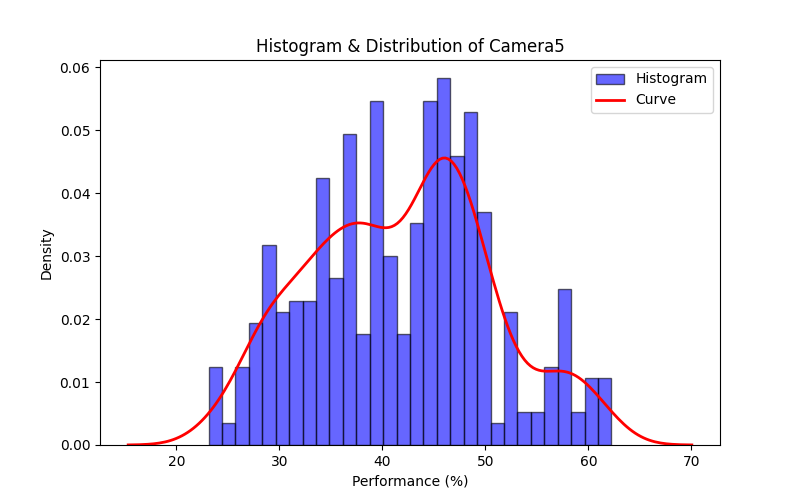 Histogram & Distribution of Camera5
Histogram
Curve
0.06
0.05
0.04
0.03
0.02
0.01
0.00
Density
20
30
40
50
60
70
Performance (%)